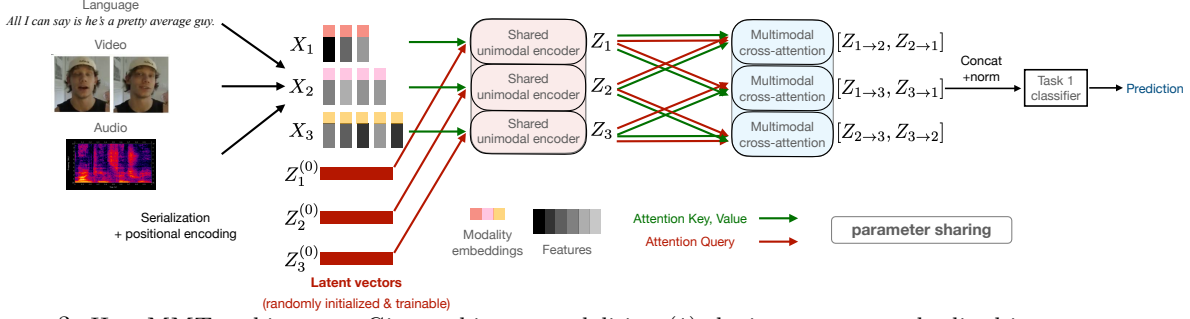 Language
All I can say is he's a pretty average guy.
Video
Audio
Serialization
+ positional encoding
X1
X2
X3
Z1^(0)
Z2^(0)
Z3^(0)
Latent vectors
(randomly initialized & trainable)
Shared
unimodal encoder
Shared
unimodal encoder
Shared
unimodal encoder
Z1
Z2
Z3
Modality
embeddings
Features
Multimodal
cross-attention
Multimodal
cross-attention
Multimodal
cross-attention
Attention Key, Value
Attention Query
[Z1→2, Z2→1]
[Z1→3, Z3→1]
[Z2→3, Z3→2]
Concat
+norm
Task 1
classifier
Prediction
parameter sharing